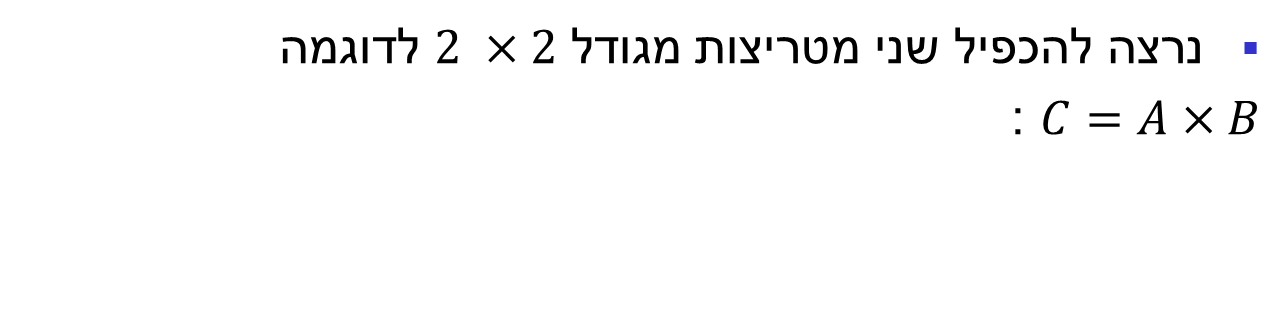 ▪ נרצה להכפיל שני מטריצות מגודל 2 × 2 לדוגמה
C = A × B :